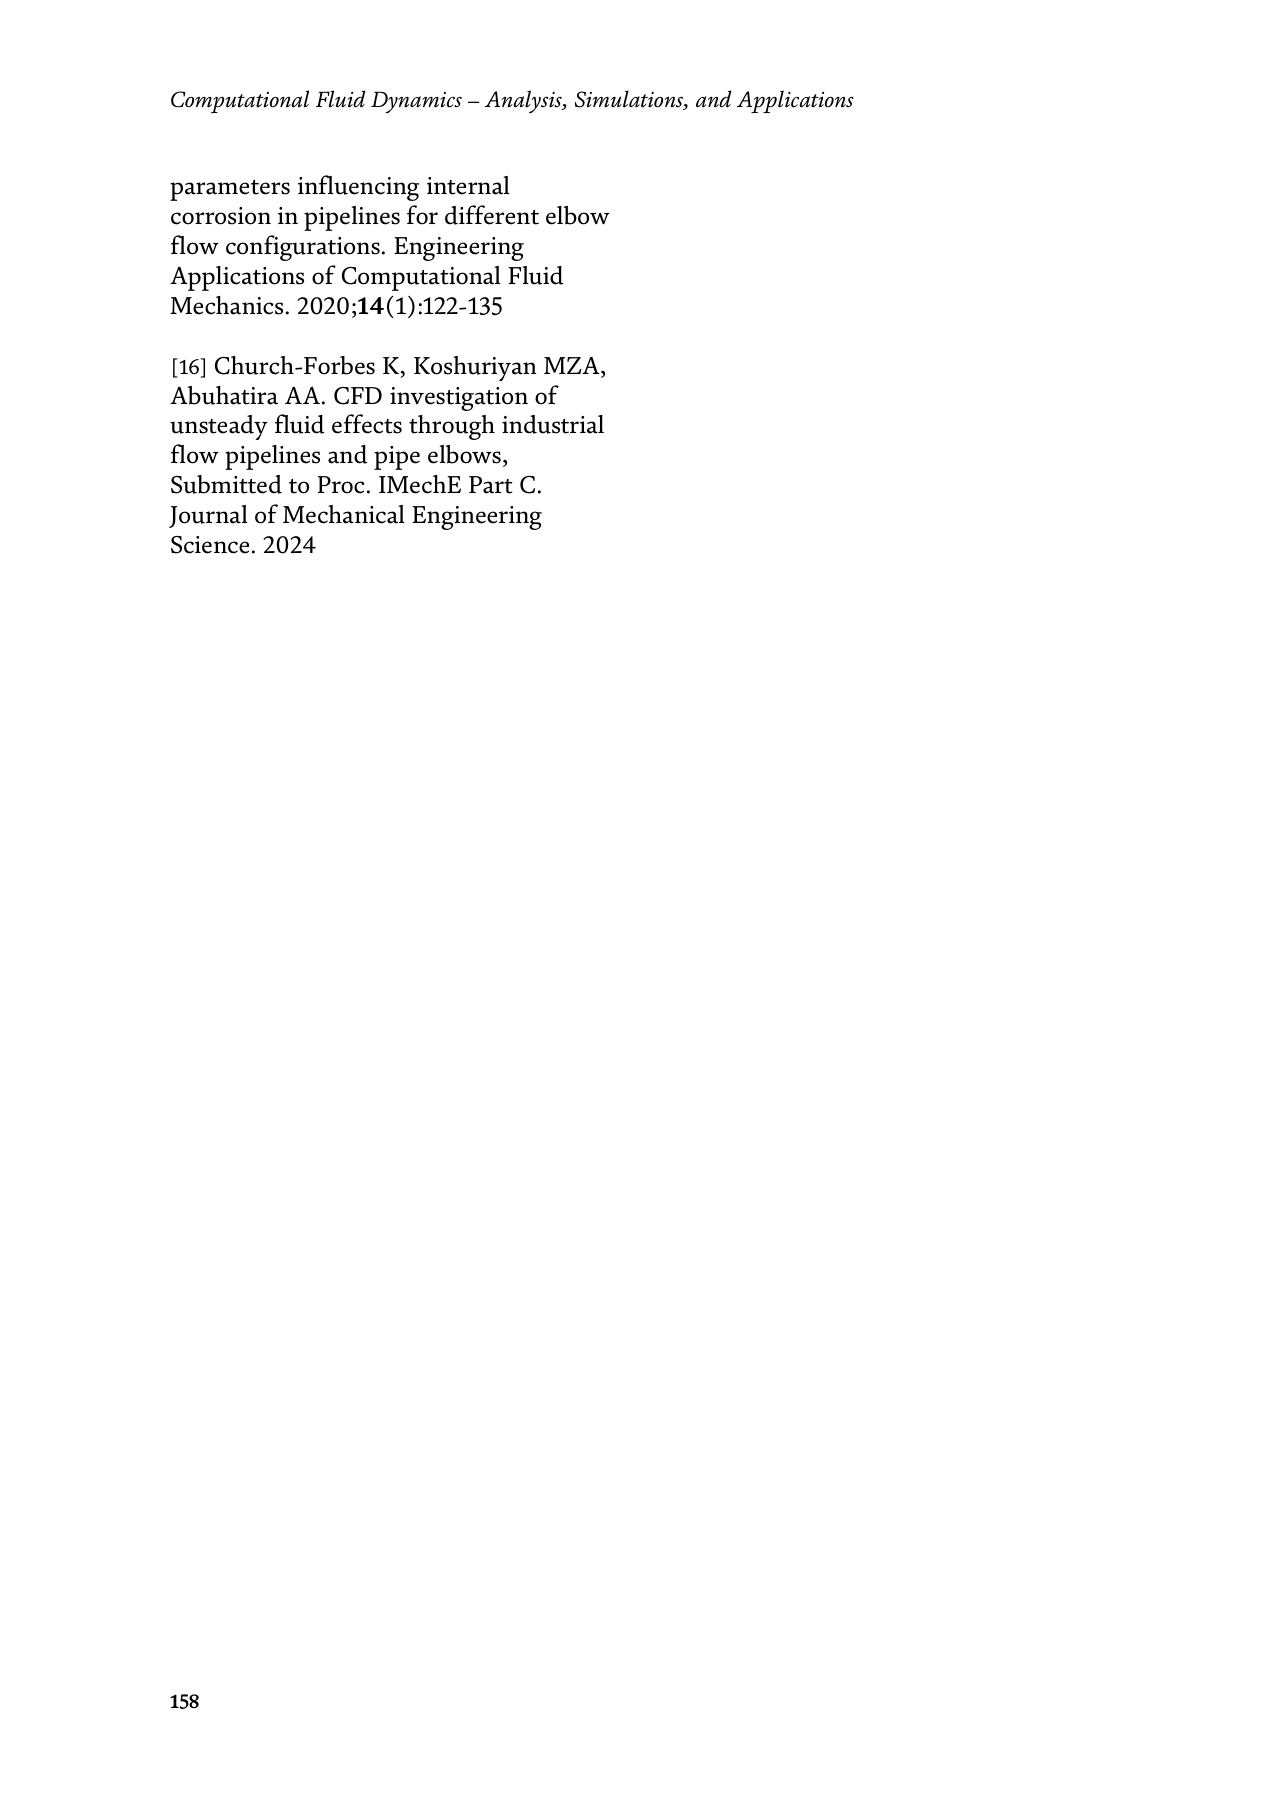 Computational Fluid Dynamics – Analysis, Simulations, and Applications
parameters influencing internal
corrosion in pipelines for different elbow
flow configurations. Engineering
Applications of Computational Fluid
Mechanics. 2020;14(1):122-135
[16] Church-Forbes K, Koshuriyan MZA,
Abuhatira AA. CFD investigation of
unsteady fluid effects through industrial
flow pipelines and pipe elbows,
Submitted to Proc. IMechE Part C.
Journal of Mechanical Engineering
Science. 2024
158